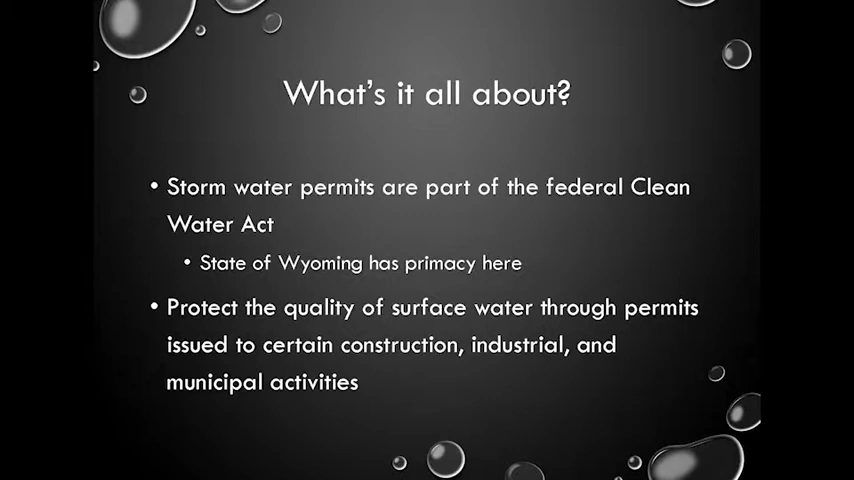 What's it all about?
• Storm water permits are part of the federal Clean
Water Act
• State of Wyoming has primacy here
• Protect the quality of surface water through permits
issued to certain construction, industrial, and
municipal activities